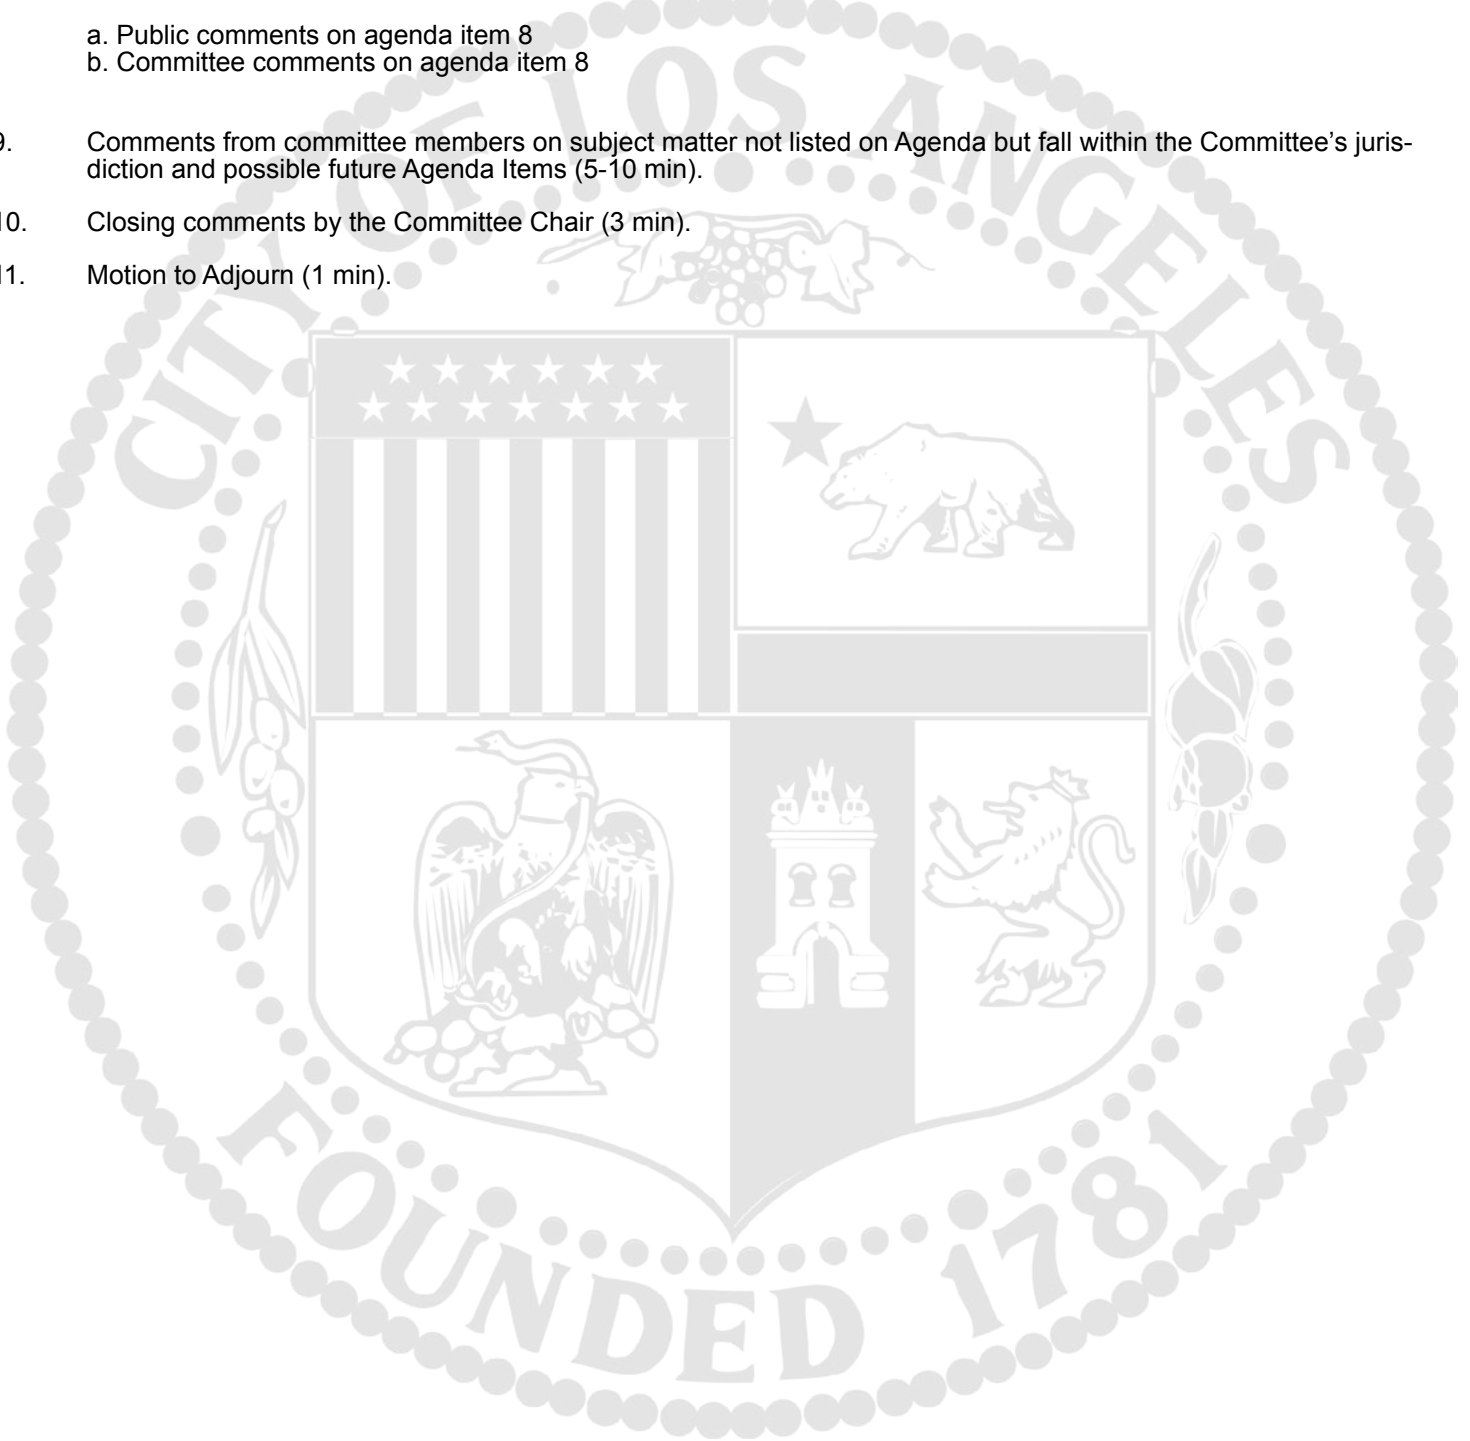 a. Public comments on agenda item 8
b. Committee comments on agenda item 8
9. Comments from committee members on subject matter not listed on Agenda but fall within the Committee’s juris-
diction and possible future Agenda Items (5-10 min).
10. Closing comments by the Committee Chair (3 min).
11. Motion to Adjourn (1 min).
CITY OF LOS ANGELES
FOUNDED 1781